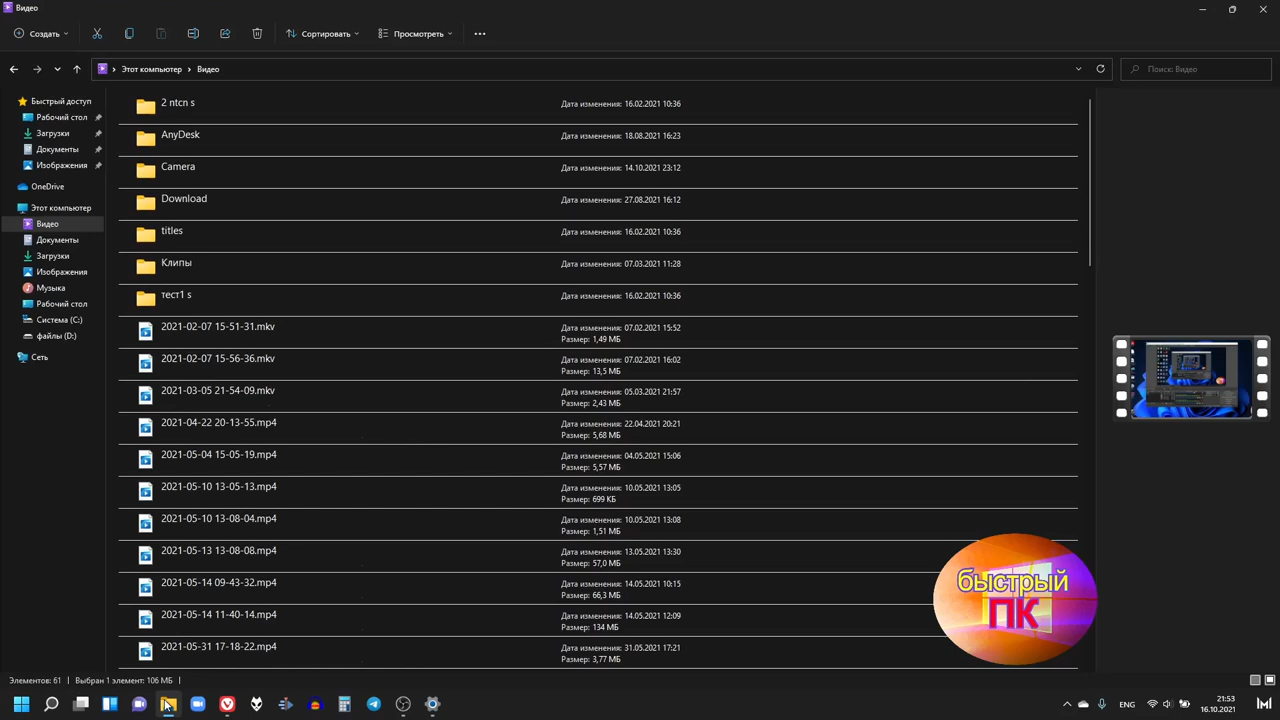 Видео
Создать
Сортировать
Просмотреть
Этот компьютер
Видео
Поиск: Видео
Быстрый доступ
Рабочий стол
Загрузки
Документы
Изображения
OneDrive
Этот компьютер
Видео
Документы
Загрузки
Изображения
Музыка
Рабочий стол
Система (C:)
файлы (D:)
Сеть
2 ntcn s
Дата изменения: 16.02.2021 10:36
AnyDesk
Дата изменения: 18.08.2021 16:23
Camera
Дата изменения: 14.10.2021 23:12
Download
Дата изменения: 27.08.2021 16:12
titles
Дата изменения: 16.02.2021 10:36
Клипы
Дата изменения: 07.03.2021 11:28
тест1 s
Дата изменения: 16.02.2021 10:36
2021-02-07 15-51-31.mkv
Дата изменения: 07.02.2021 15:52
Размер: 1,49 МБ
2021-02-07 15-56-36.mkv
Дата изменения: 07.02.2021 16:02
Размер: 13,5 МБ
2021-03-05 21-54-09.mkv
Дата изменения: 05.03.2021 21:57
Размер: 2,43 МБ
2021-04-22 20-13-55.mp4
Дата изменения: 22.04.2021 20:21
Размер: 5,68 МБ
2021-05-04 15-05-19.mp4
Дата изменения: 04.05.2021 15:06
Размер: 5,57 МБ
2021-05-10 13-05-13.mp4
Дата изменения: 10.05.2021 13:05
Размер: 699 КБ
2021-05-10 13-08-04.mp4
Дата изменения: 10.05.2021 13:08
Размер: 1,51 МБ
2021-05-13 13-08-08.mp4
Дата изменения: 13.05.2021 13:30
Размер: 57,0 МБ
2021-05-14 09-43-32.mp4
Дата изменения: 14.05.2021 10:15
Размер: 66,3 МБ
2021-05-14 11-40-14.mp4
Дата изменения: 14.05.2021 12:09
Размер: 134 МБ
2021-05-31 17-18-22.mp4
Дата изменения: 31.05.2021 17:21
Размер: 3,77 МБ
быстрый
ПК
Элементов: 61
Выбран 1 элемент: 106 МБ
ENG
21:53
16.10.2021